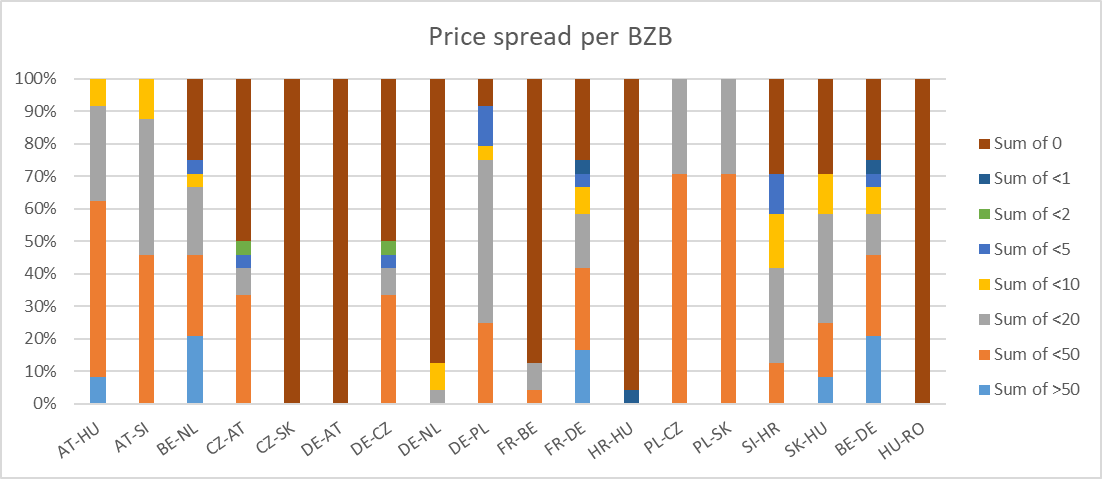 Price spread per BZB
100%
90%
80%
70%
60%
50%
40%
30%
20%
10%
0%
AT-HU
AT-SI
BE-NL
CZ-AT
CZ-SK
DE-AT
DE-CZ
DE-NL
DE-PL
FR-BE
FR-DE
HR-HU
PL-CZ
PL-SK
SI-HR
SK-HU
BE-DE
HU-RO
Sum of 0
Sum of <1
Sum of <2
Sum of <5
Sum of <10
Sum of <20
Sum of <50
Sum of >50